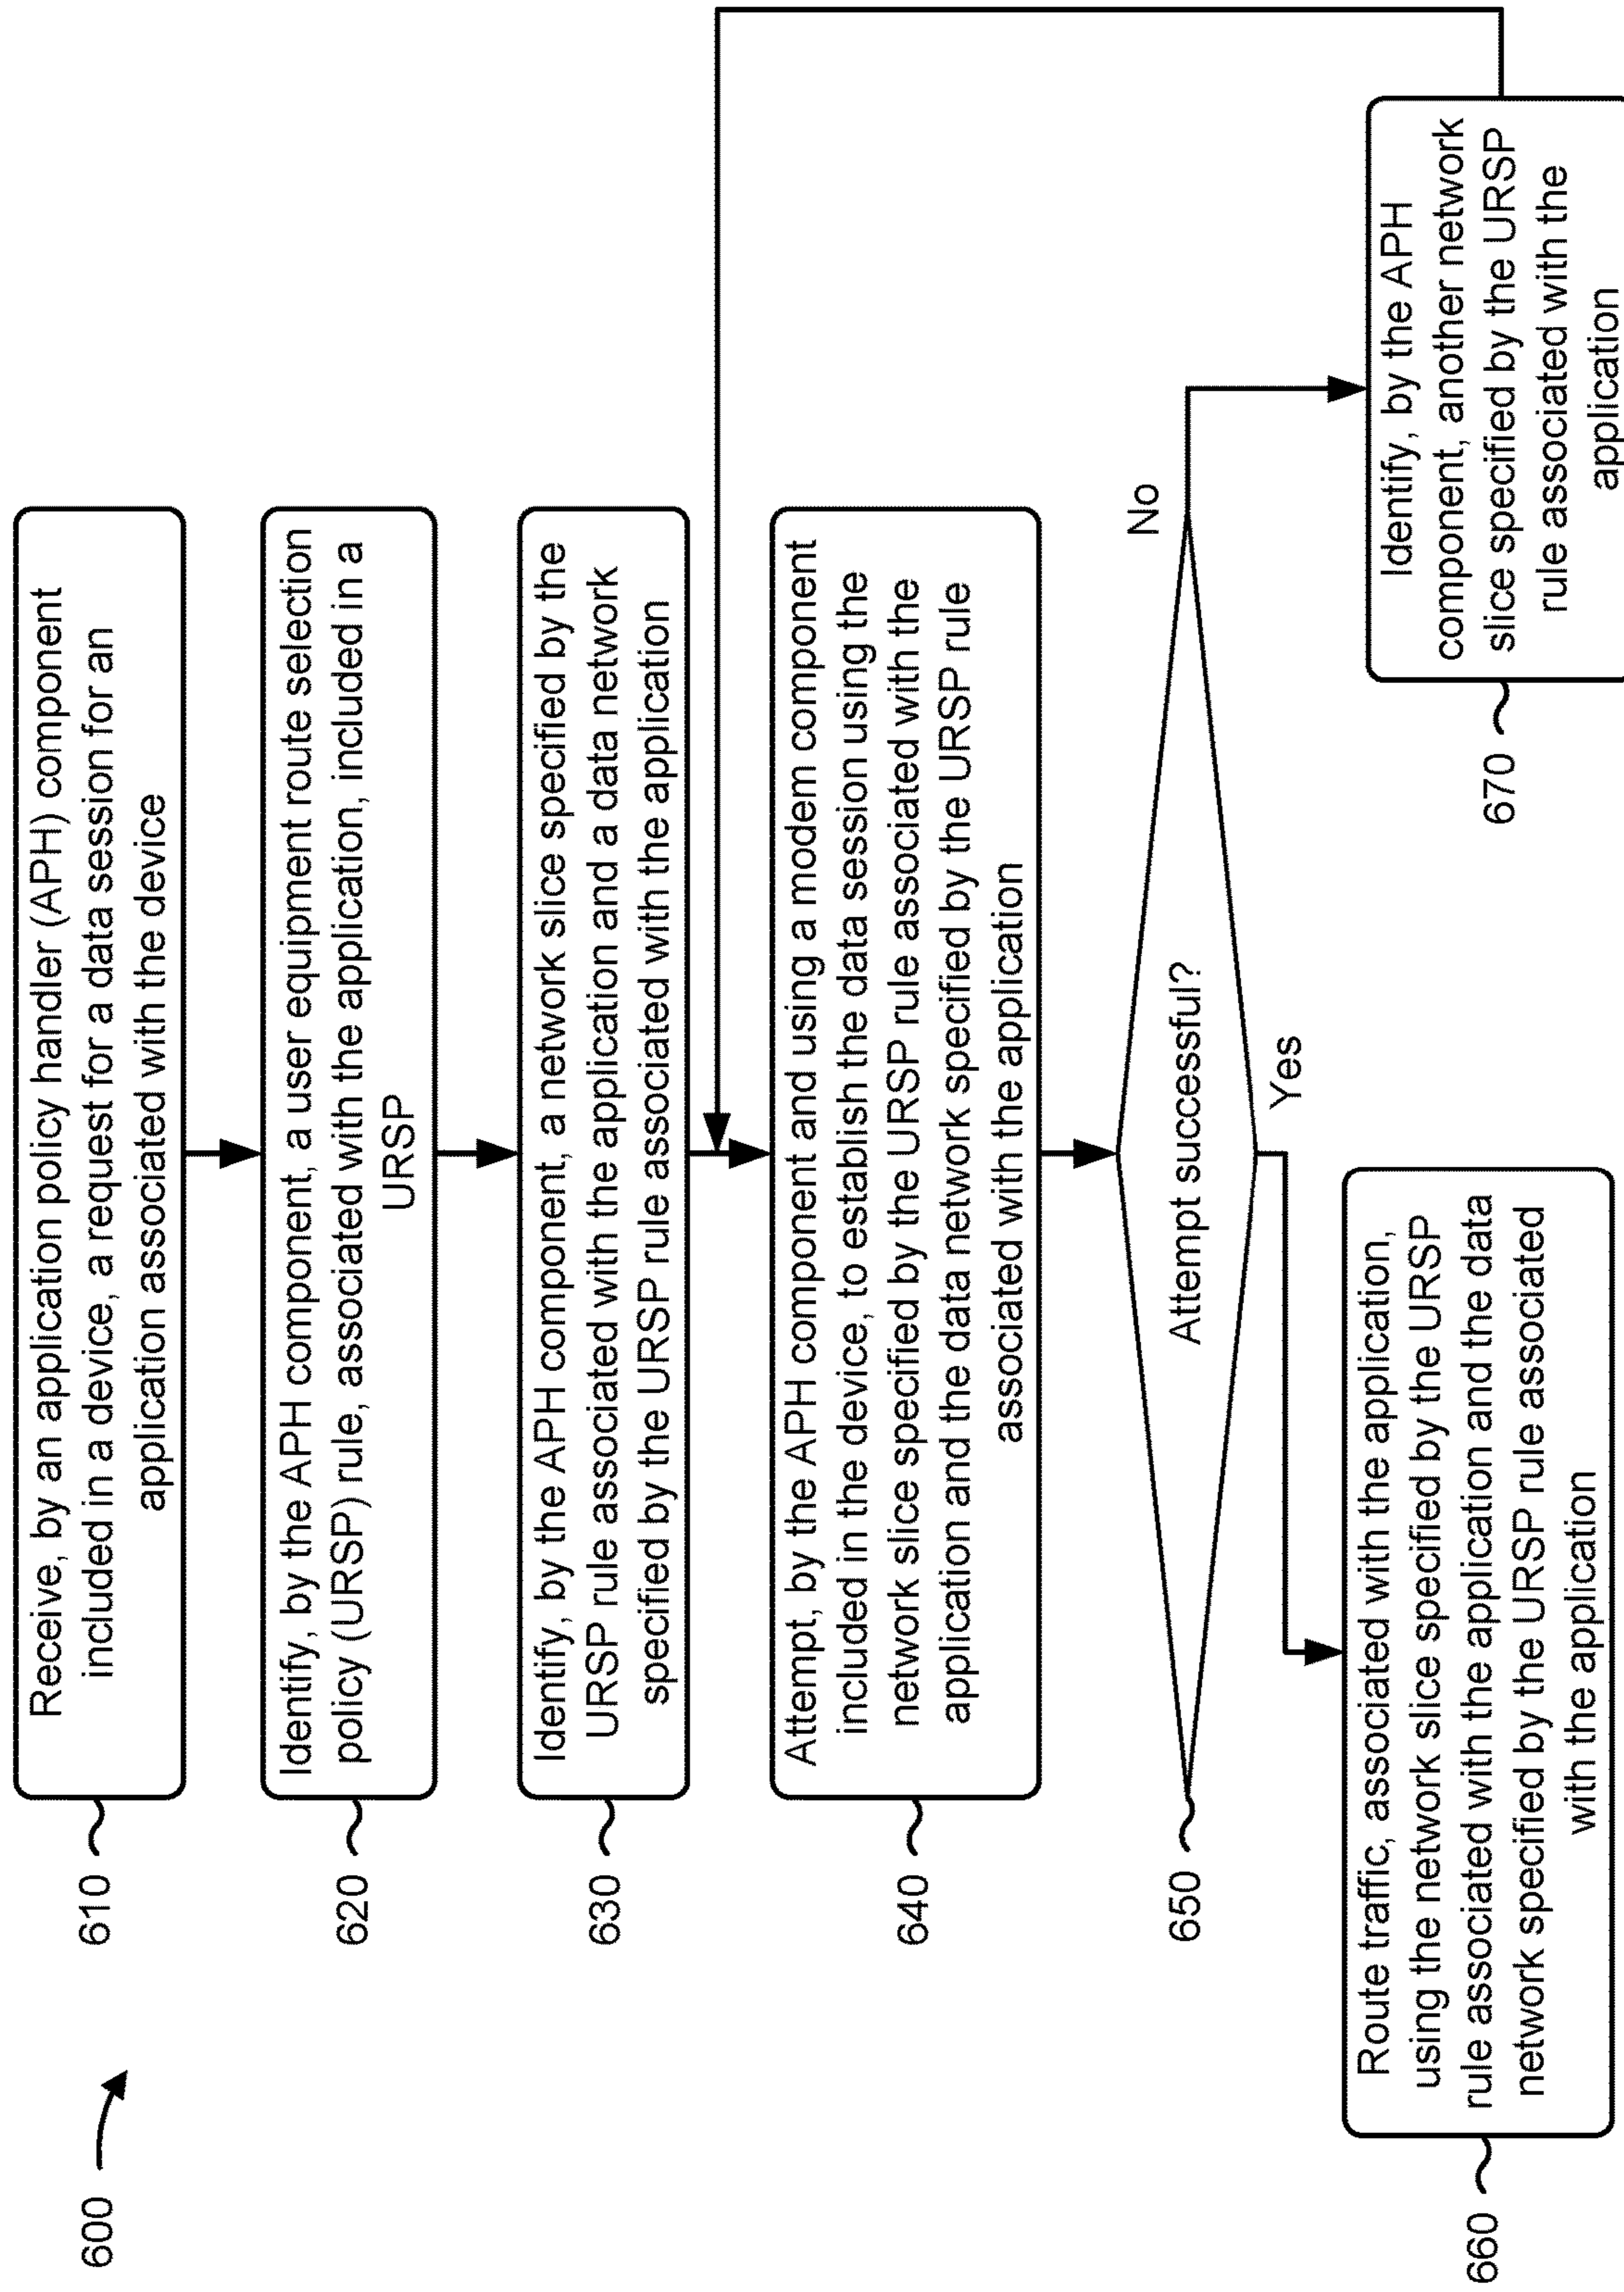 600
610
Receive, by an application policy handler (APH) component
included in a device, a request for a data session for an
application associated with the device
620
Identify, by the APH component, a user equipment route selection
policy (URSP) rule, associated with the application, included in a
URSP
630
Identify, by the APH component, a network slice specified by the
URSP rule associated with the application and a data network
specified by the URSP rule associated with the application
640
Attempt, by the APH component and using a modem component
included in the device, to establish the data session using the
network slice specified by the URSP rule associated with the
application and the data network specified by the URSP rule
associated with the application
650
Attempt successful?
No
Yes
660
Route traffic, associated with the application,
using the network slice specified by the URSP
rule associated with the application and the data
network specified by the URSP rule associated
with the application
670
Identify, by the APH
component, another network
slice specified by the URSP
rule associated with the
application